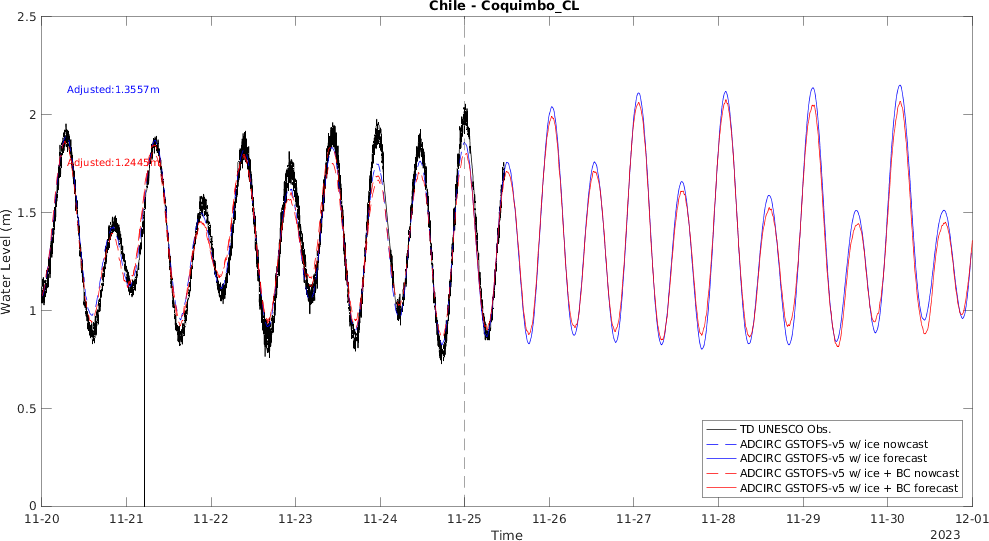 Chile - Coquimbo_CL
2.5
2
1.5
1
0.5
0
Water Level (m)
Adjusted:1.3557m
Adjusted:1.2445m
TD UNESCO Obs.
ADCIRC GSTOFS-v5 w/ ice nowcast
ADCIRC GSTOFS-v5 w/ ice forecast
ADCIRC GSTOFS-v5 w/ ice + BC nowcast
ADCIRC GSTOFS-v5 w/ ice + BC forecast
11-20 11-21 11-22 11-23 11-24 11-25 11-26 11-27 11-28 11-29 11-30 12-01
Time
2023